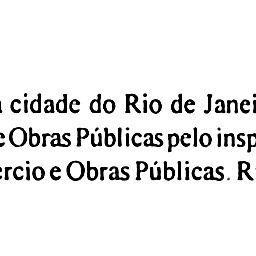 a cidade do Rio de Janei
e Obras Públicas pelo insp
ercio e Obras Públicas. R